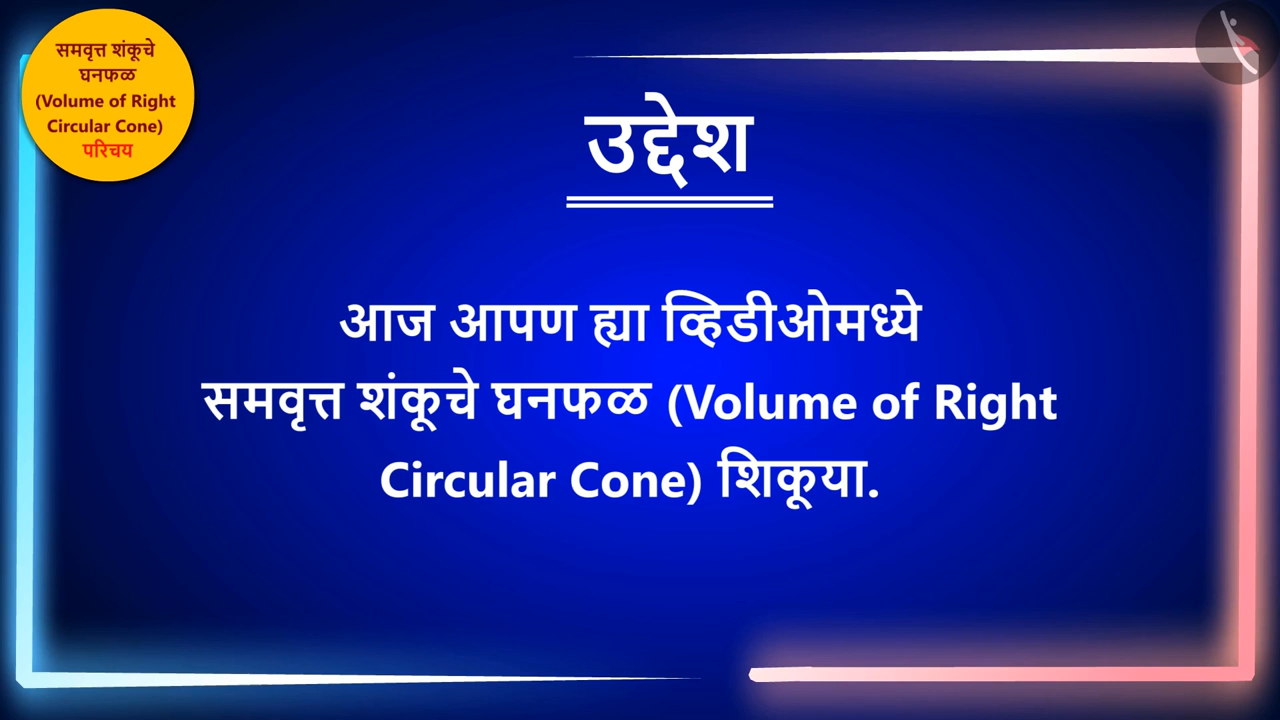 समवृत्त शंकूचे
घनफळ
(Volume of Right
Circular Cone)
परिचय
उद्देश
आज आपण ह्या व्हिडीओमध्ये
समवृत्त शंकूचे घनफळ (Volume of Right
Circular Cone) शिकूया.